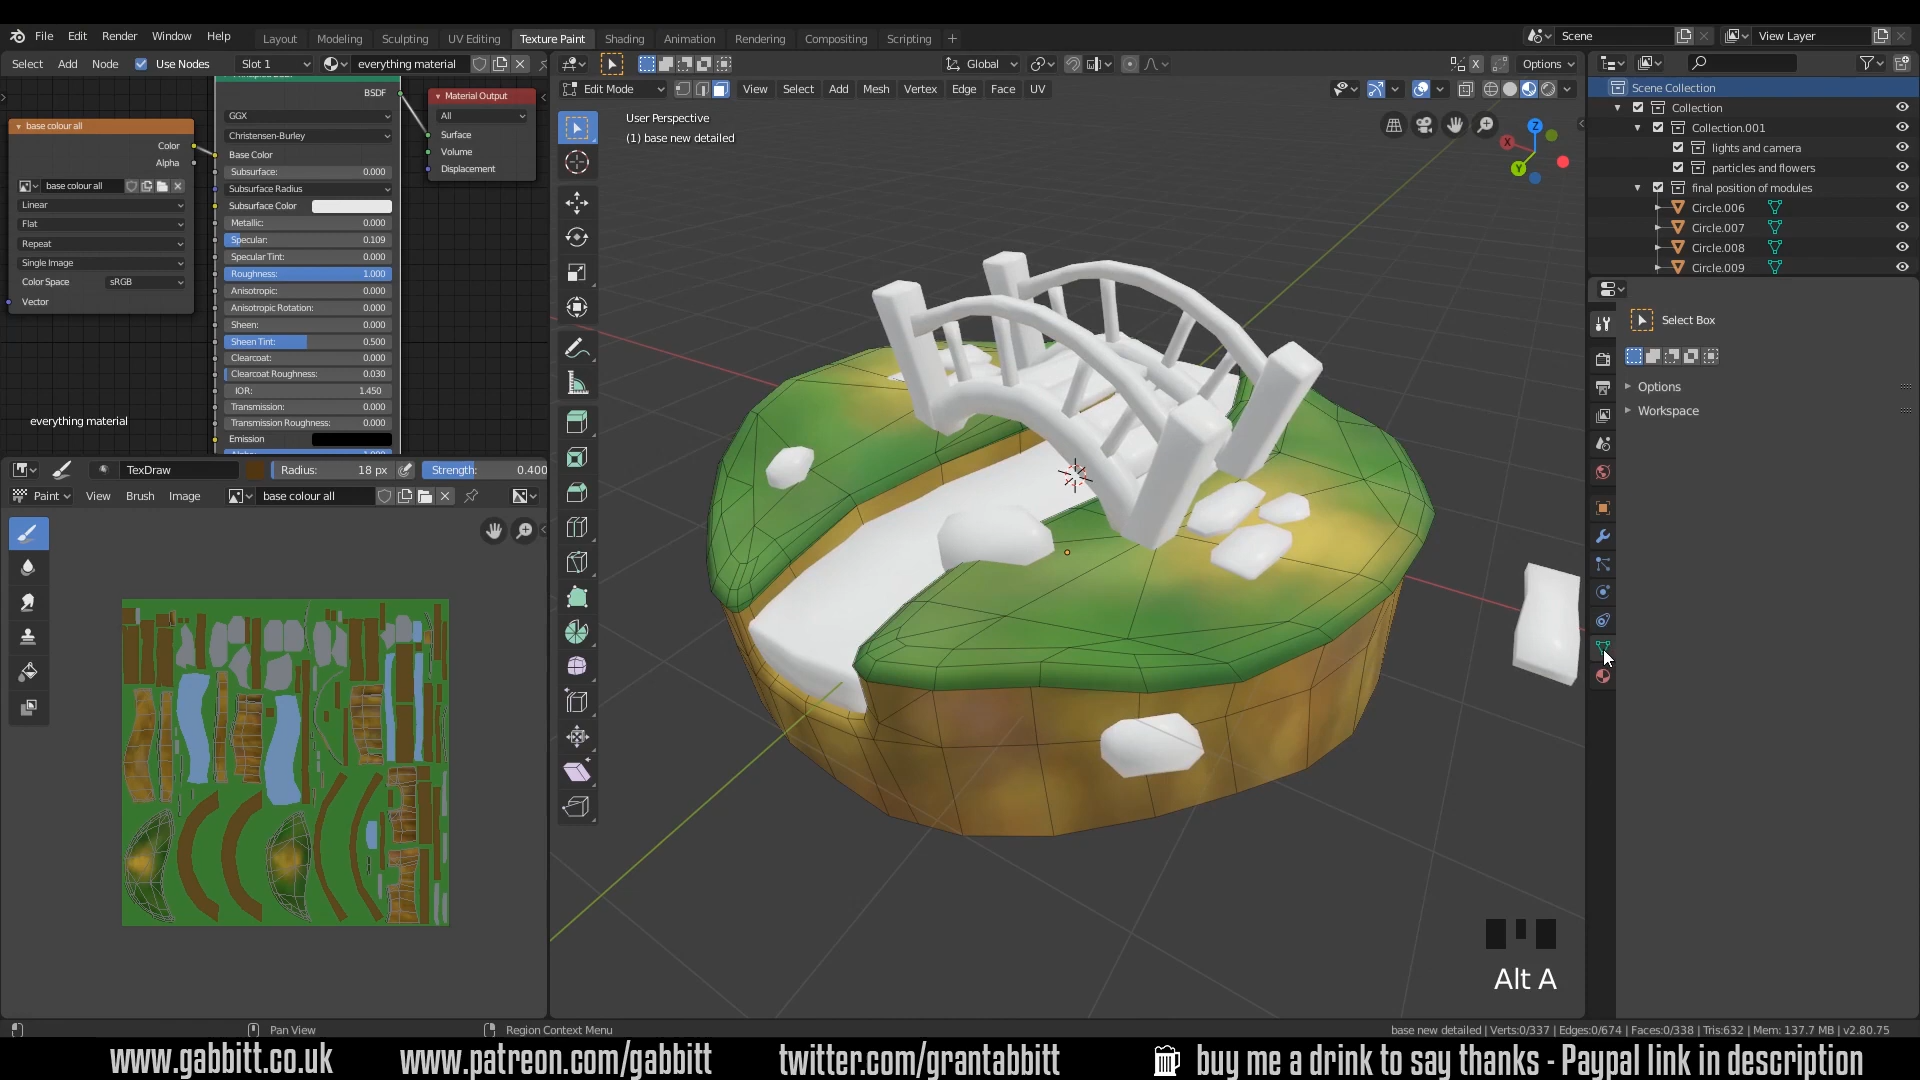 File Edit Render Window Help
Layout Modeling Sculpting UV Editing Texture Paint Shading Animation Rendering Compositing Scripting
Scene
View Layer
Select Add Node Use Nodes Slot 1 everything material
Global
Options
Edit Mode View Select Add Mesh Vertex Edge Face UV
User Perspective
(1) base new detailed
X
Z
X
Y
BSDF
GGX
Christensen-Burley
Base Color
Subsurface: 0.000
Subsurface Radius
Subsurface Color
Metallic: 0.000
Specular: 0.109
Specular Tint: 0.000
Roughness: 1.000
Anisotropic: 0.000
Anisotropic Rotation: 0.000
Sheen: 0.000
Sheen Tint: 0.500
Clearcoat: 0.000
Clearcoat Roughness: 0.030
IOR: 1.450
Transmission: 0.000
Transmission Roughness: 0.000
Emission
Material Output
All
Surface
Volume
Displacement
base colour all
Color
Alpha
base colour all
Linear
Flat
Repeat
Single Image
Color Space sRGB
Vector
everything material
TexDraw Radius: 18 px Strength: 0.400
Paint View Brush Image base colour all
Scene Collection
Collection
Collection.001
lights and camera
particles and flowers
final position of modules
Circle.006
Circle.007
Circle.008
Circle.009
Select Box
Options
Workspace
Alt A
Pan View
Region Context Menu
base new detailed | Verts:0/337 | Edges:0/674 | Faces:0/338 | Tris:632 | Mem: 137.7 MB | v2.80.75
www.gabbitt.co.uk www.patreon.com/gabbitt twitter.com/grantabbitt buy me a drink to say thanks - Paypal link in description